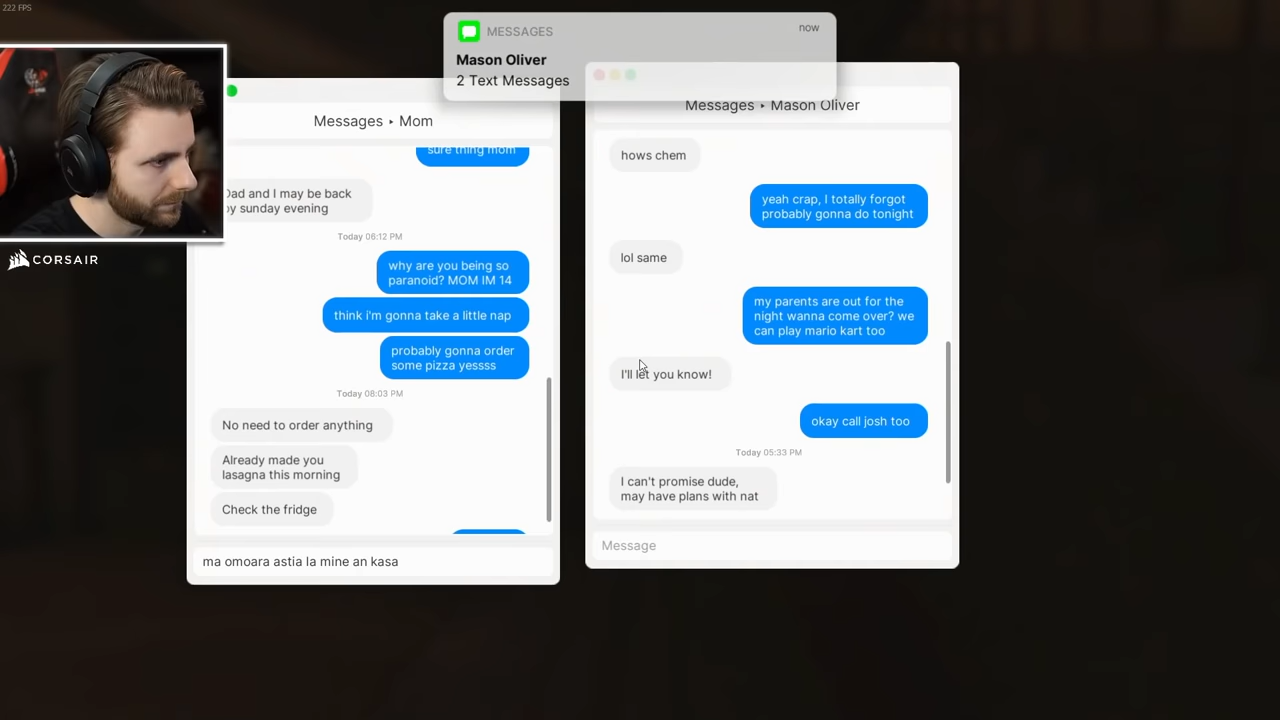 222 FPS
MESSAGES
now
Mason Oliver
2 Text Messages
CORSAIR
Messages ‣ Mom
sure thing mom
Dad and I may be back
by sunday evening
Today 06:12 PM
why are you being so
paranoid? MOM IM 14
think i'm gonna take a little nap
probably gonna order
some pizza yessss
Today 08:03 PM
No need to order anything
Already made you
lasagna this morning
Check the fridge
ma omoara astia la mine an kasa
Messages ‣ Mason Oliver
hows chem
yeah crap, I totally forgot
probably gonna do tonight
lol same
my parents are out for the
night wanna come over? we
can play mario kart too
I'll let you know!
okay call josh too
Today 05:33 PM
I can't promise dude,
may have plans with nat
Message